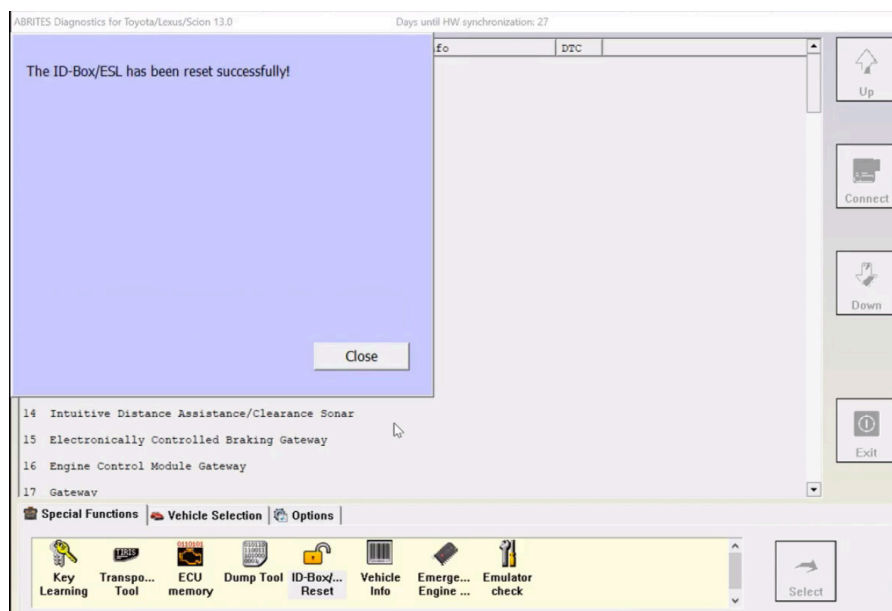 ABRITES Diagnostics for Toyota/Lexus/Scion 13.0
Days until HW synchronization: 27
fo
DTC
The ID-Box/ESL has been reset successfully!
Close
14 Intuitive Distance Assistance/Clearance Sonar
15 Electronically Controlled Braking Gateway
16 Engine Control Module Gateway
17 Gateway
Up
Connect
Down
Exit
Special Functions
Vehicle Selection
Options
Key Learning
Transpo... Tool
ECU memory
Dump Tool
ID-Box/... Reset
Vehicle Info
Emerge... Engine ...
Emulator check
Select